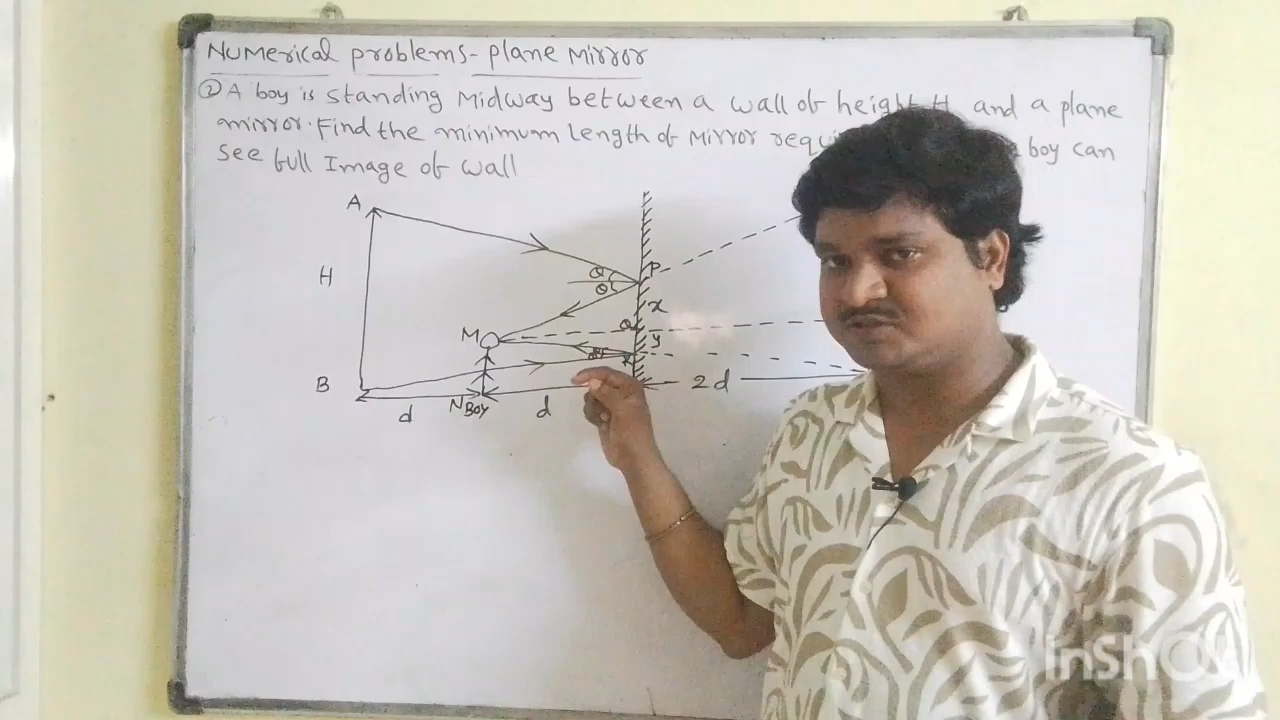 Numerical problems - plane Mirror
② A boy is standing Midway between a wall of height H and a plane
mirror. Find the minimum length of Mirror boy can
see full Image of wall
A
H
B
M
N
Boy
d
d
2d
P
x
Q
y
R
θ
θ
InShot